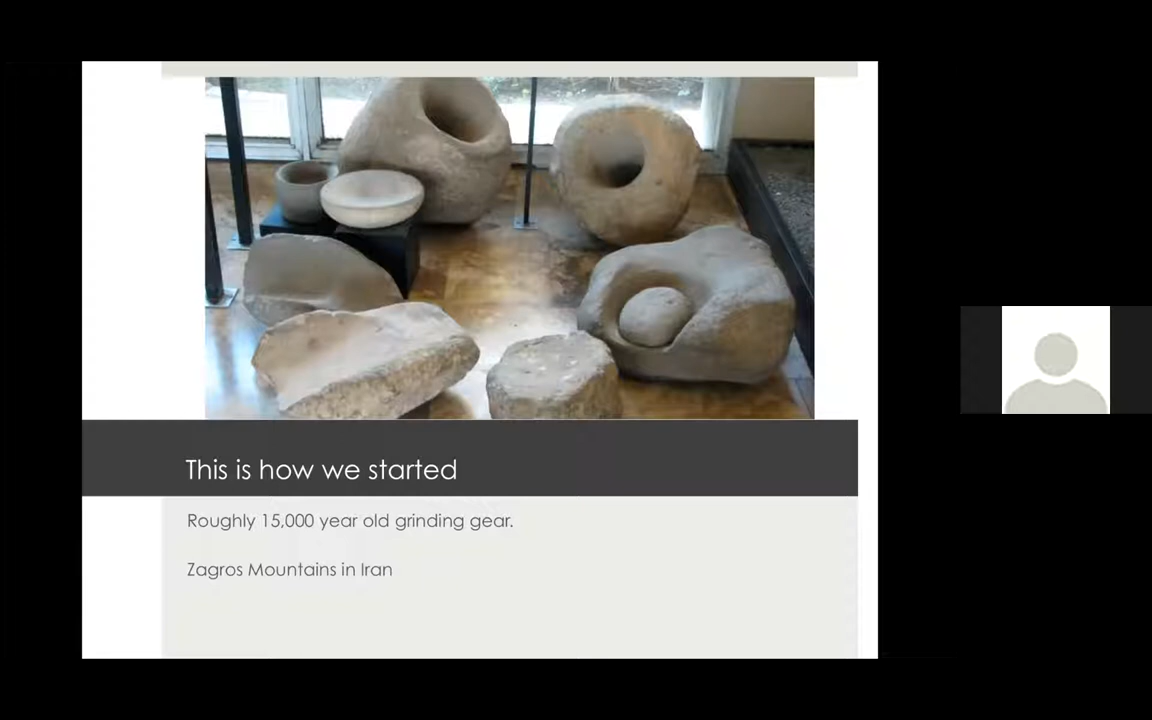 This is how we started
Roughly 15,000 year old grinding gear.
Zagros Mountains in Iran